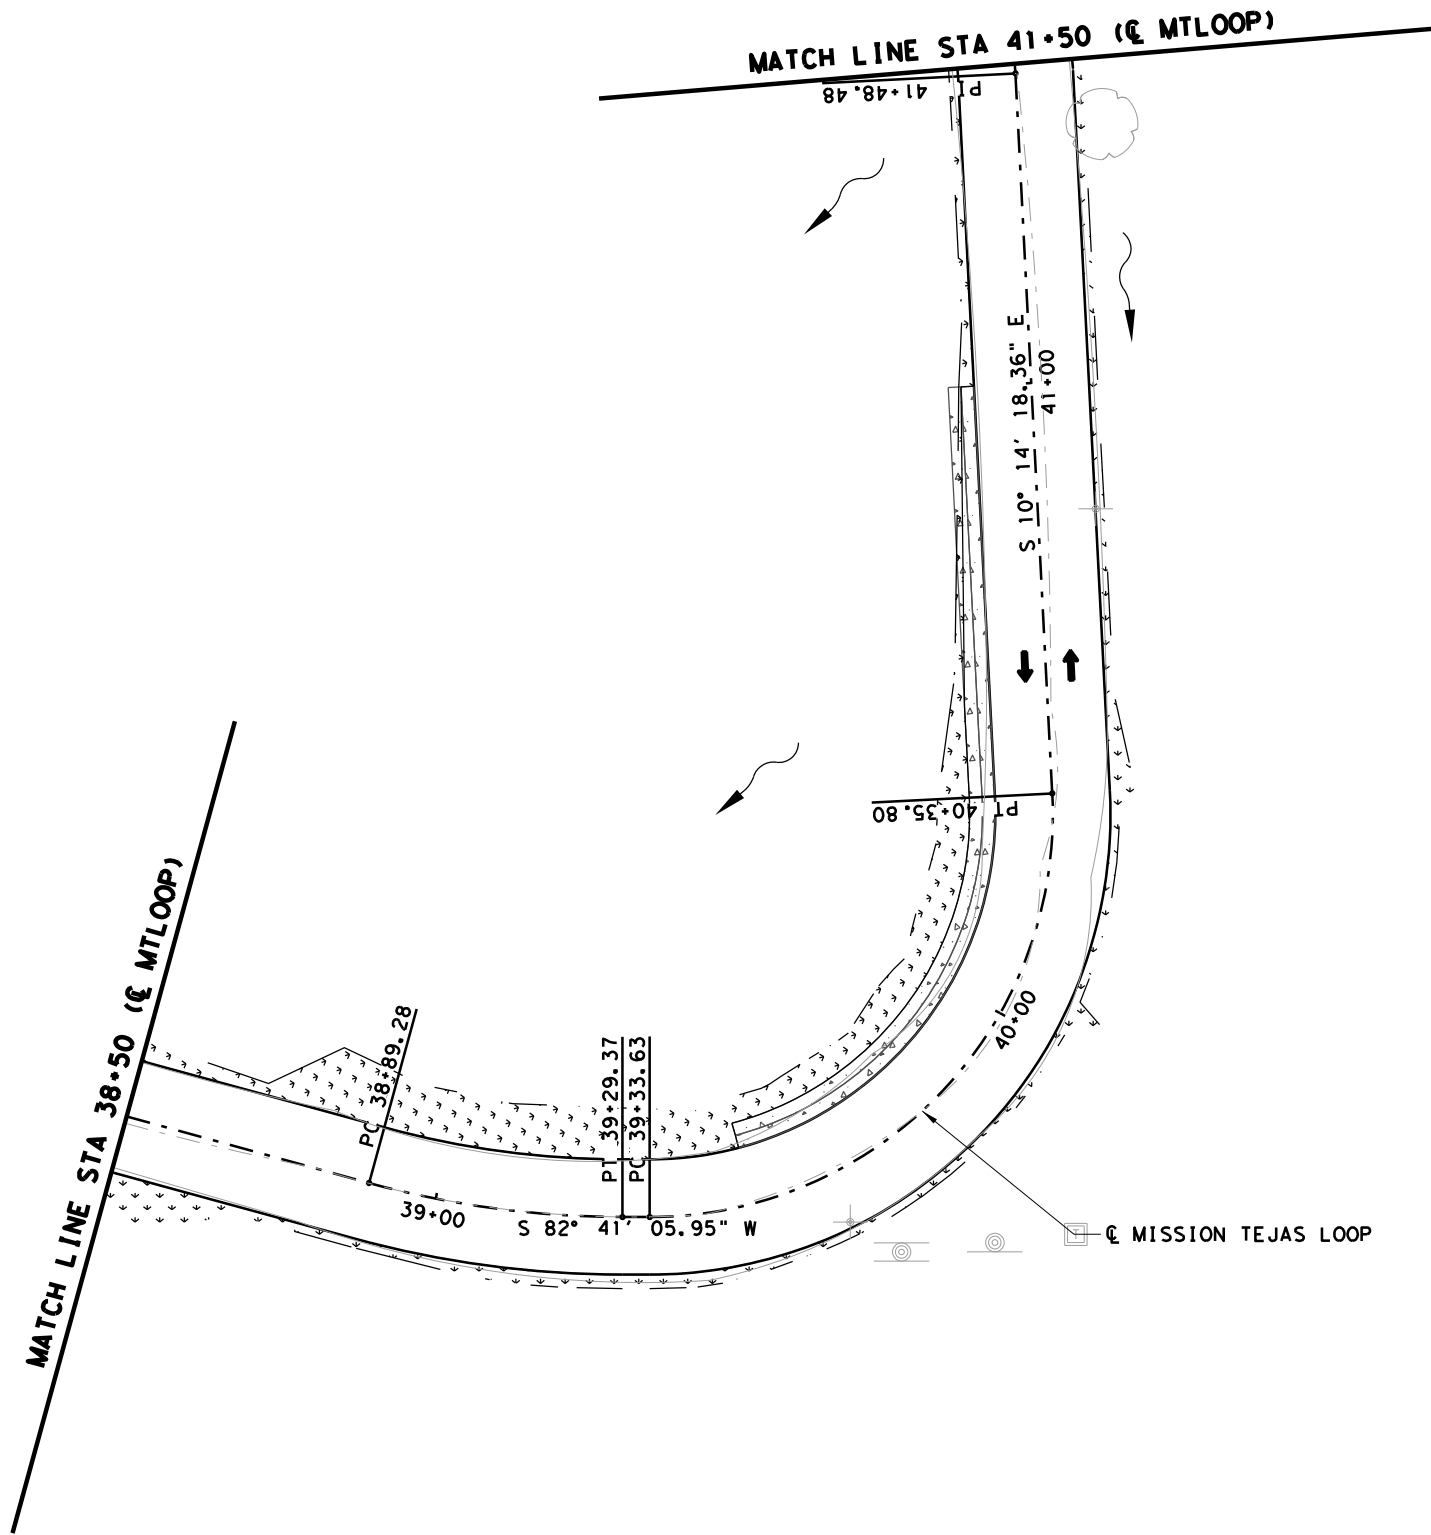 MATCH LINE STA 41+50 (℄ MTLOOP)
PI 41+48.48
S 10° 14' 18.36" E
41+00
PT 40+35.80
40+00
MATCH LINE STA 38+50 (℄ MTLOOP)
PC 38+89.28
PT 39+29.37
PC 39+33.63
39+00
S 82° 41' 05.95" W
℄ MISSION TEJAS LOOP
T